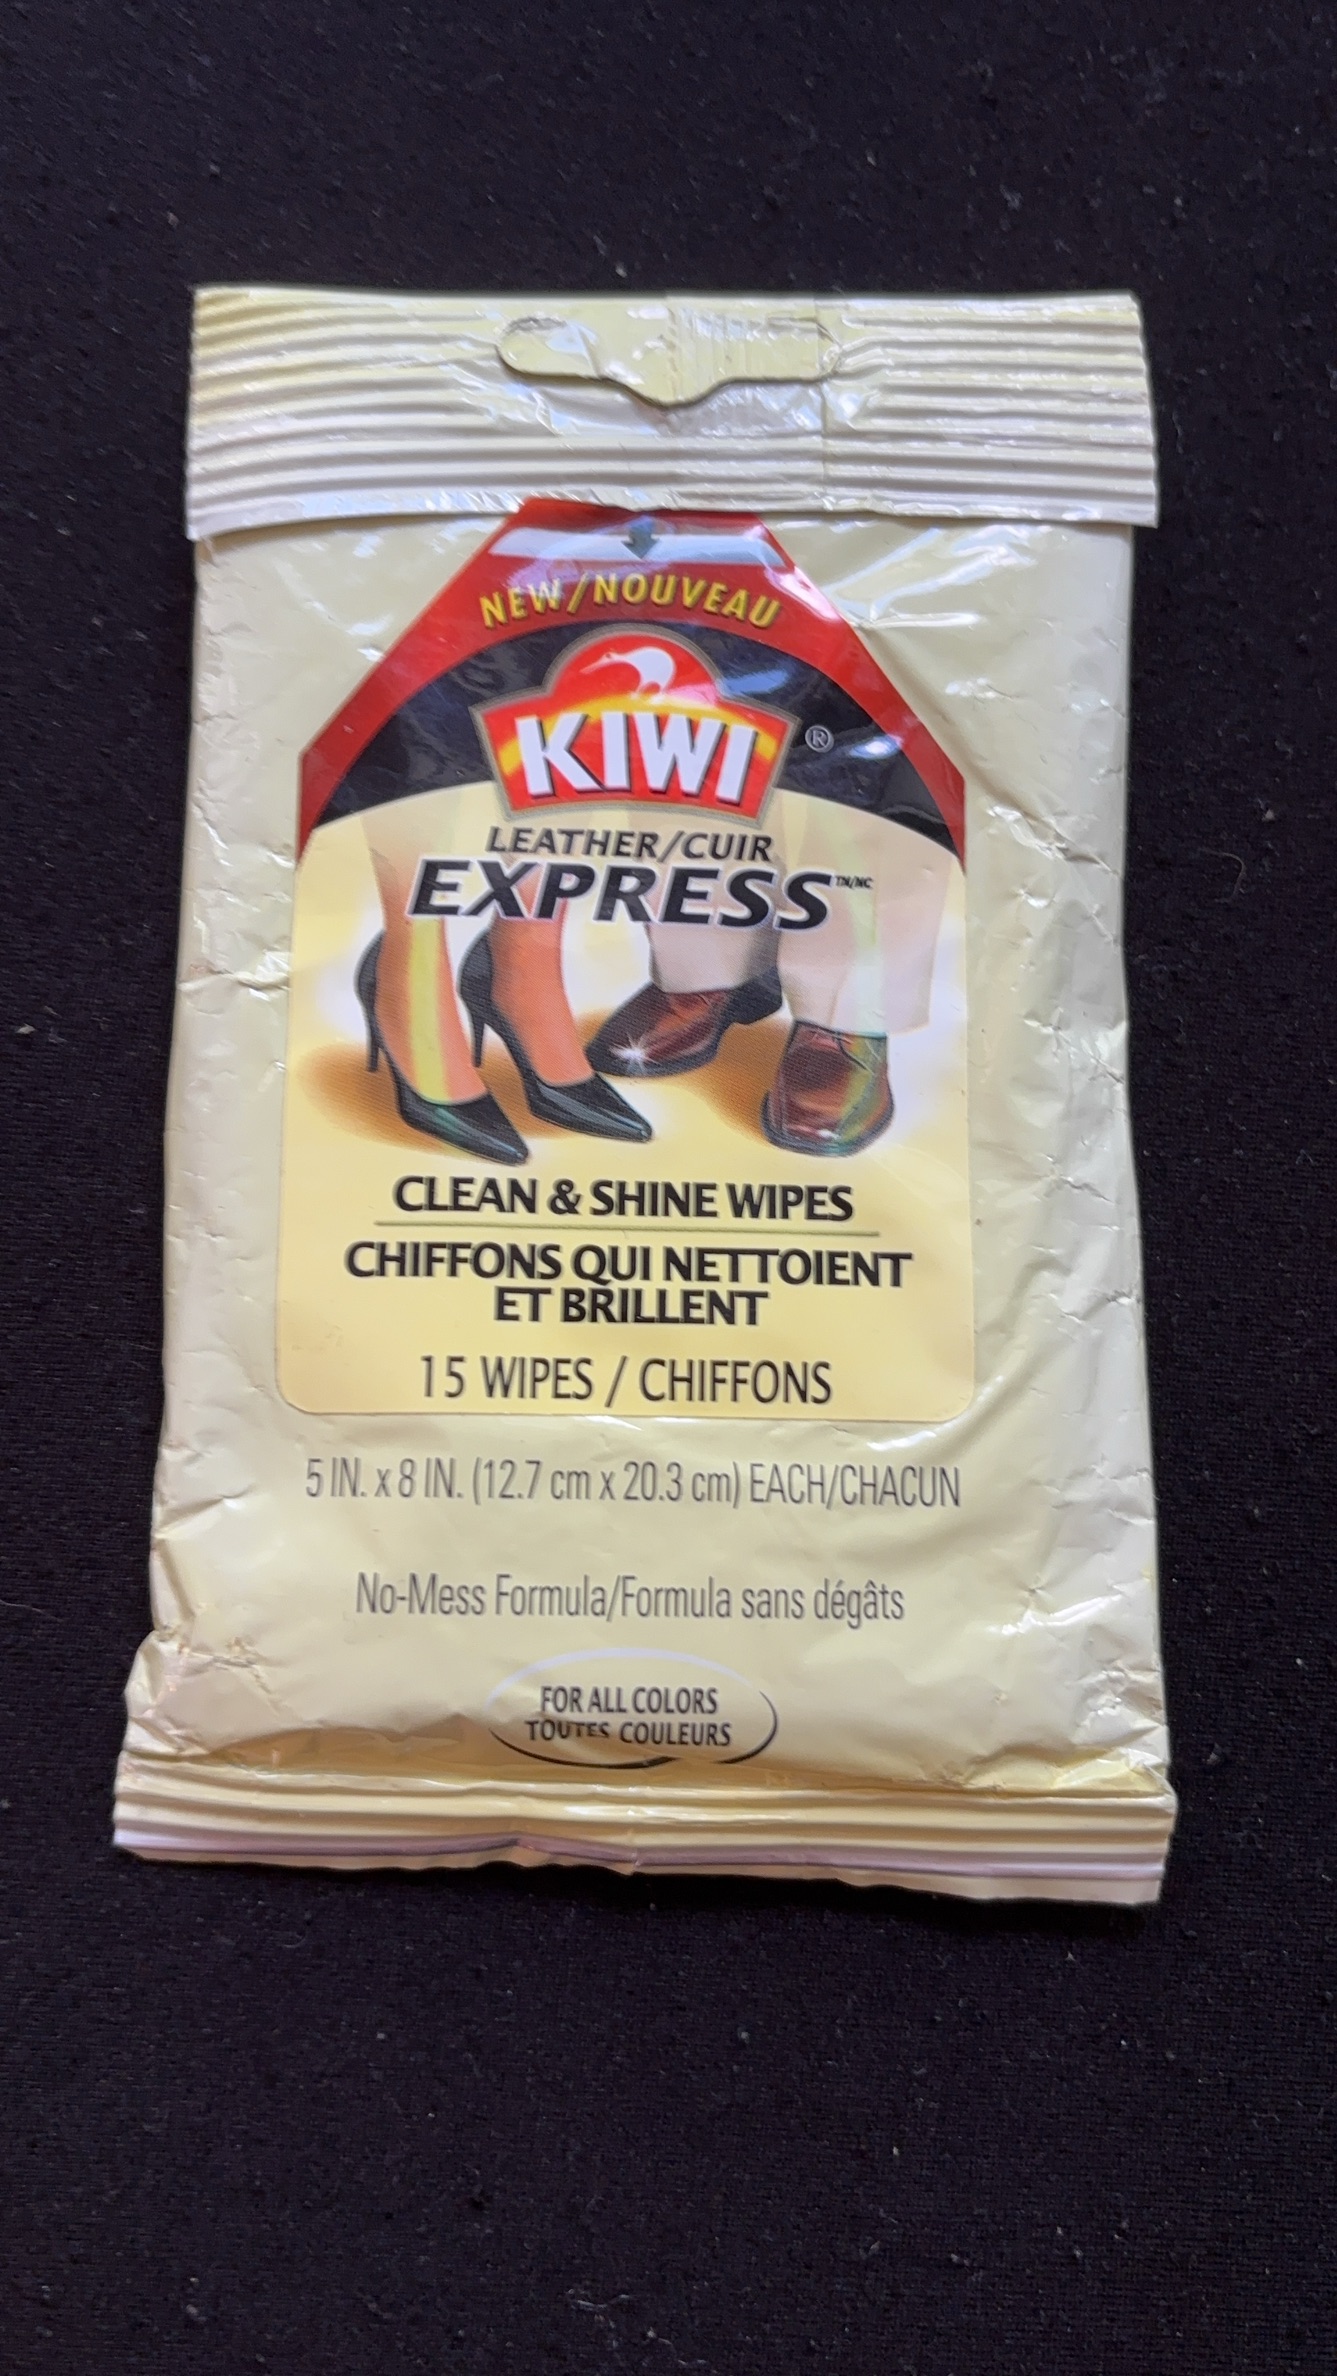 NEW/NOUVEAU
KIWI®
LEATHER/CUIR
EXPRESS™/MC
CLEAN & SHINE WIPES
CHIFFONS QUI NETTOIENT
ET BRILLENT
15 WIPES / CHIFFONS
5 IN. x 8 IN. (12.7 cm x 20.3 cm) EACH/CHACUN
No-Mess Formula/Formula sans dégâts
FOR ALL COLORS
TOUTES COULEURS